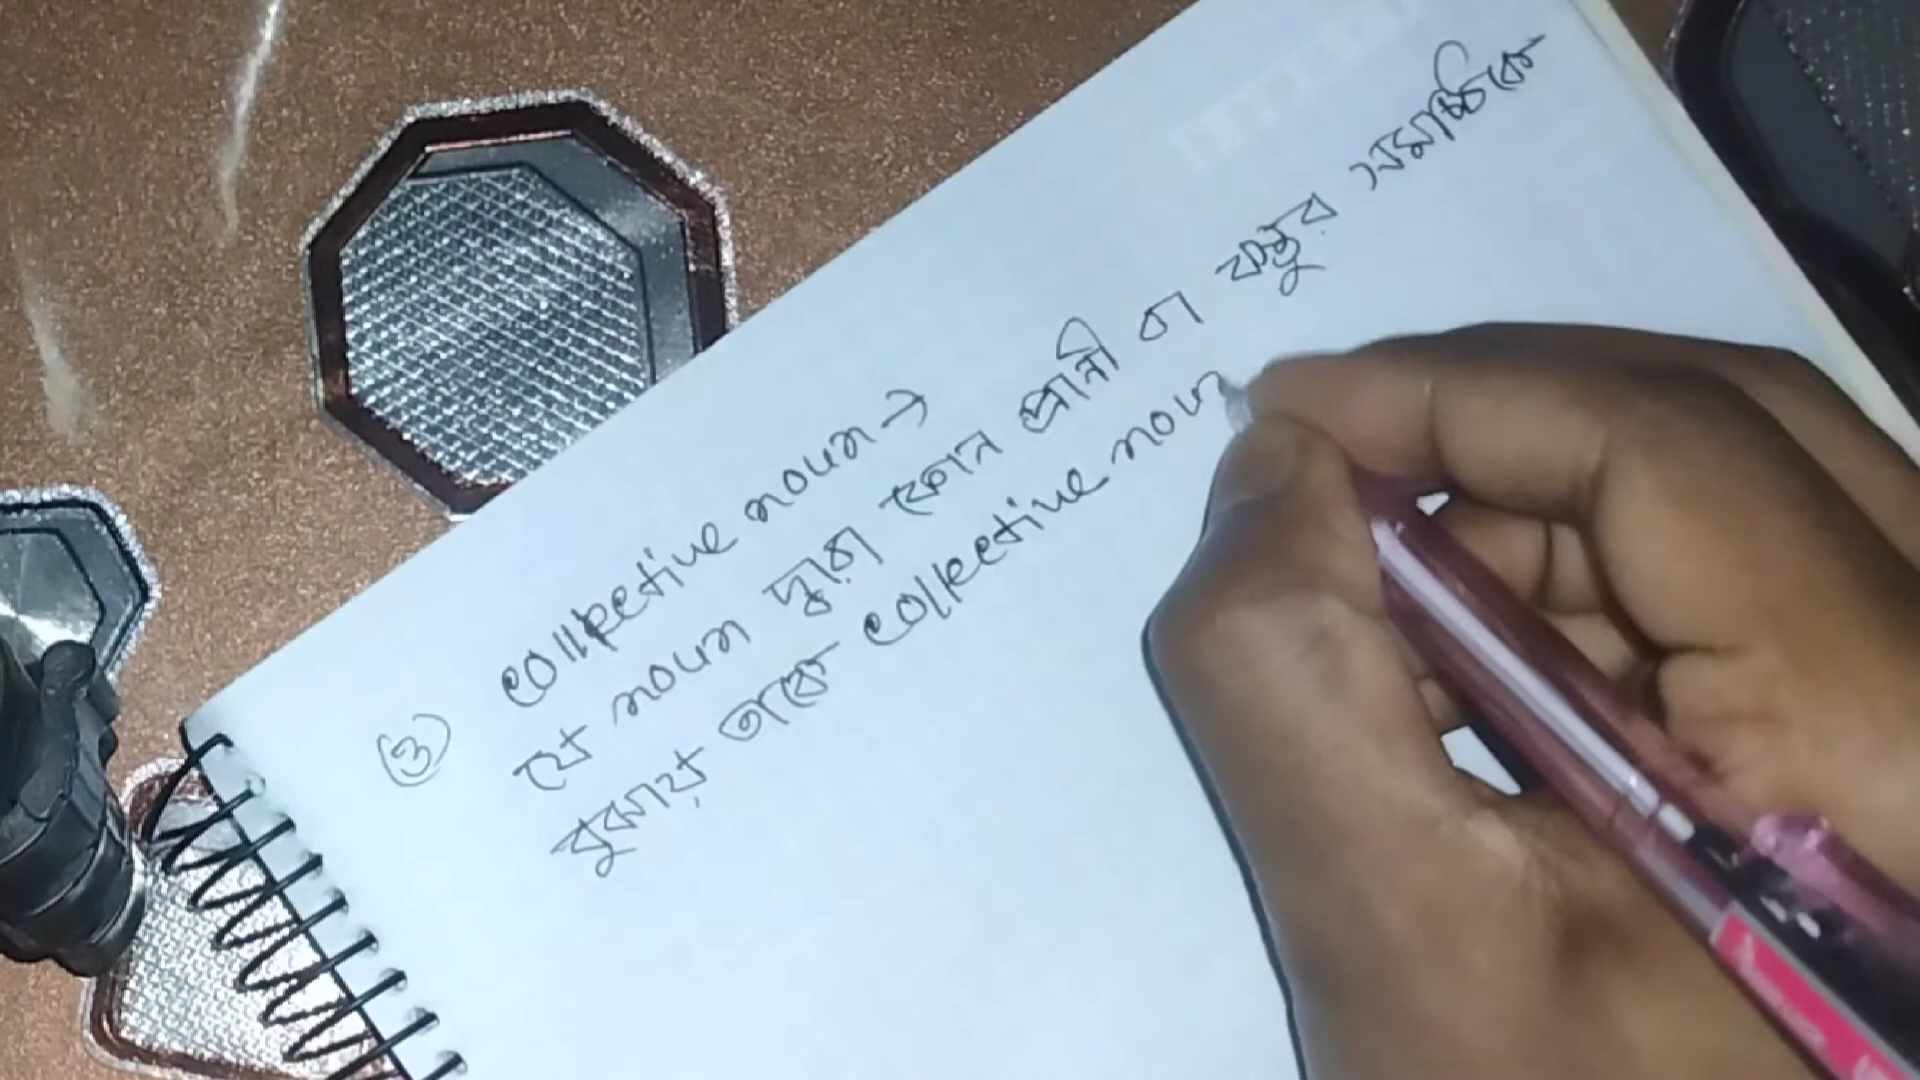 ③ collective noun →
যে noun দ্বারা কোন প্রানী বা বস্তুর সমষ্টিকে
বুঝায় তাকে collective noun